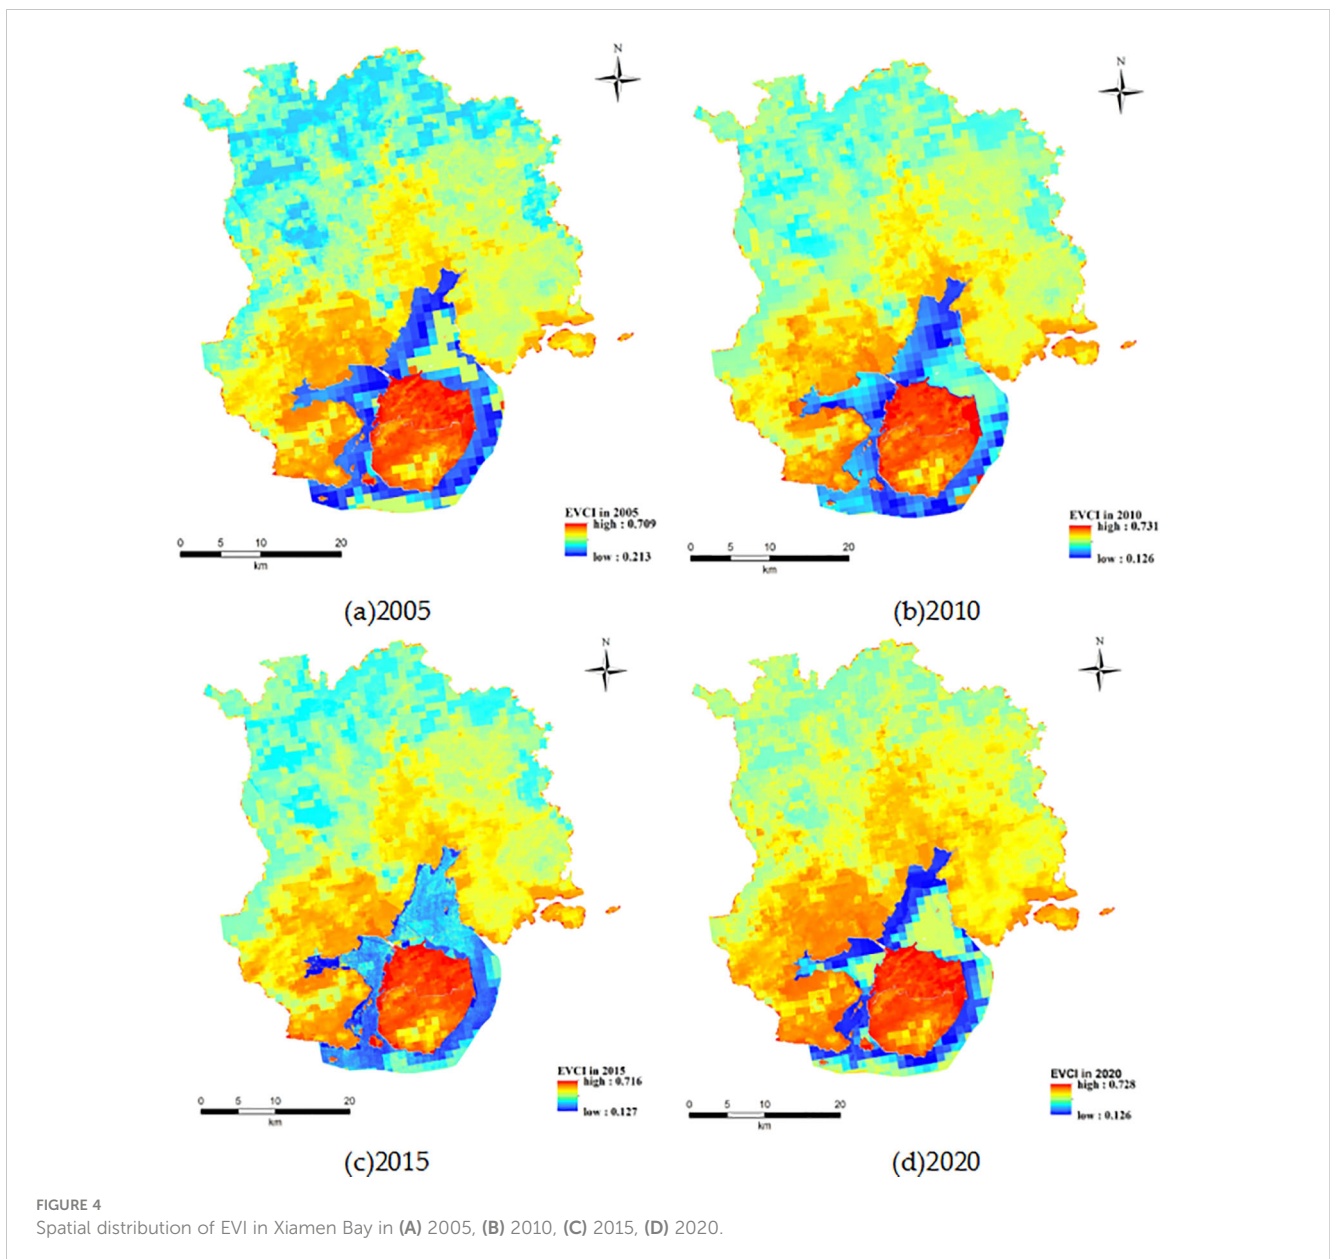 N
N
EVCI in 2005
high : 0.709
low : 0.213
0 5 10 20
km
EVCI in 2010
high : 0.731
low : 0.126
0 5 10 20
km
(a)2005
(b)2010
N
N
EVCI in 2015
high : 0.716
low : 0.127
0 5 10 20
km
EVCI in 2020
high : 0.728
low : 0.126
0 5 10 20
km
(c)2015
(d)2020
FIGURE 4
Spatial distribution of EVI in Xiamen Bay in (A) 2005, (B) 2010, (C) 2015, (D) 2020.